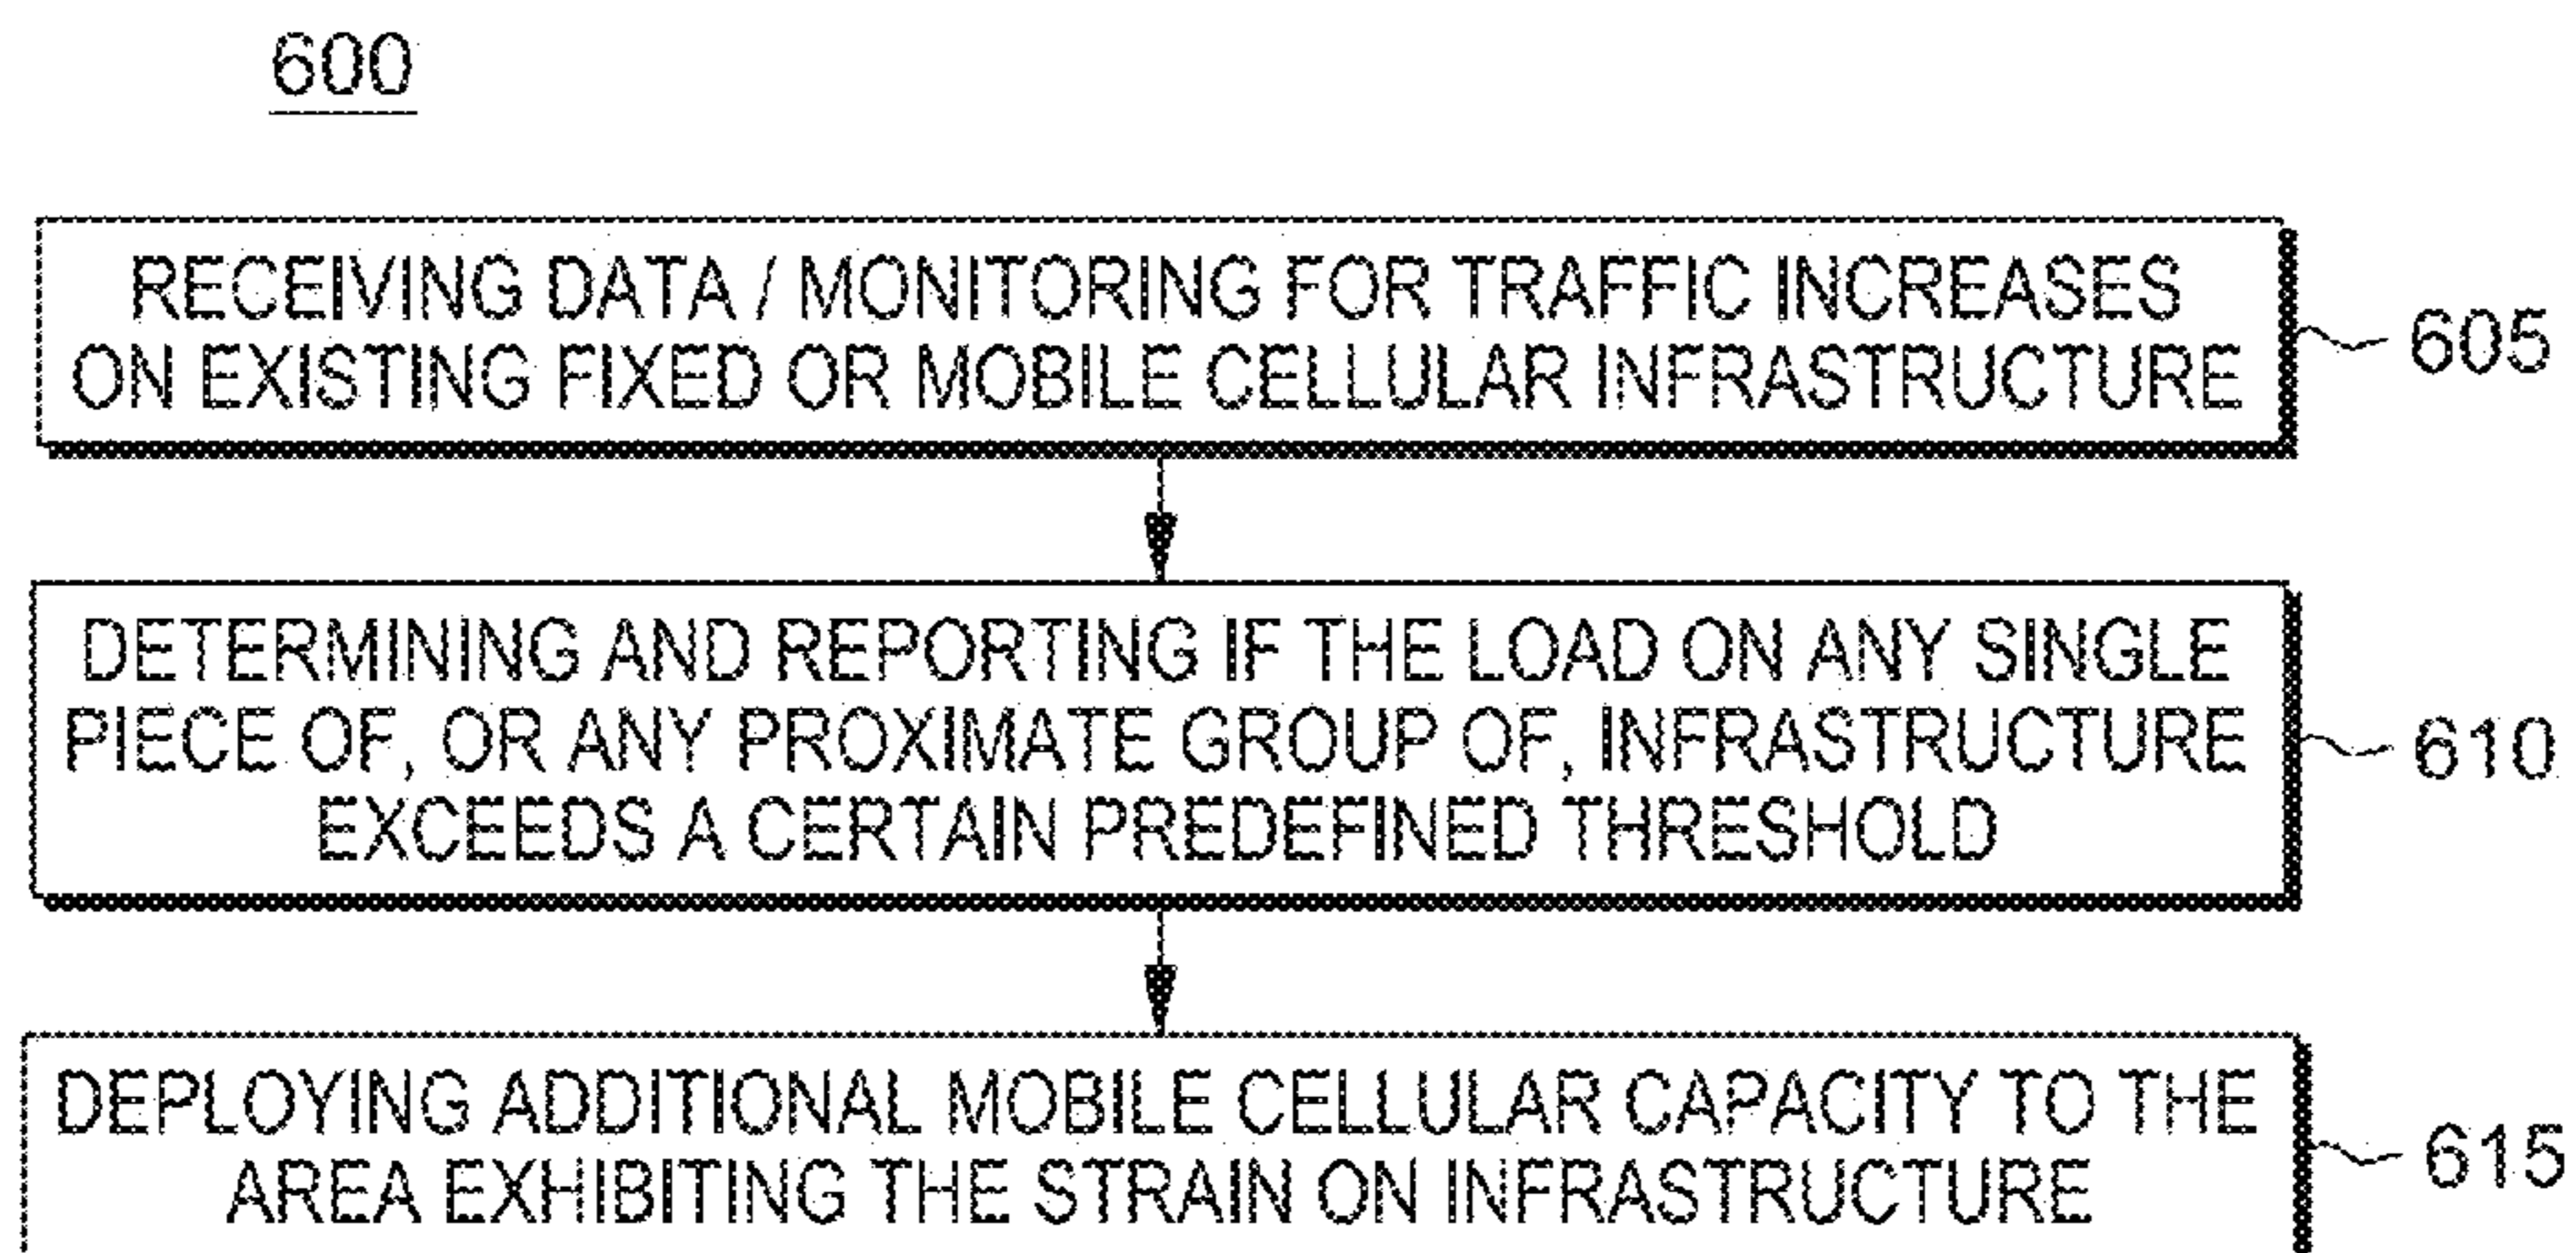 600
RECEIVING DATA / MONITORING FOR TRAFFIC INCREASES
ON EXISTING FIXED OR MOBILE CELLULAR INFRASTRUCTURE
605
DETERMINING AND REPORTING IF THE LOAD ON ANY SINGLE
PIECE OF, OR ANY PROXIMATE GROUP OF, INFRASTRUCTURE
EXCEEDS A CERTAIN PREDEFINED THRESHOLD
610
DEPLOYING ADDITIONAL MOBILE CELLULAR CAPACITY TO THE
AREA EXHIBITING THE STRAIN ON INFRASTRUCTURE
615